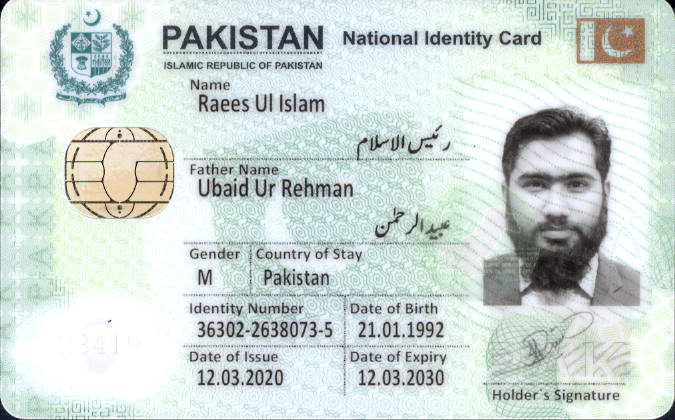 PAKISTAN National Identity Card
ISLAMIC REPUBLIC OF PAKISTAN
Name
Raees Ul Islam
رئیس الاسلام
Father Name
Ubaid Ur Rehman
عبید الرحمٰن
Gender Country of Stay
M Pakistan
Identity Number Date of Birth
36302-2638073-5 21.01.1992
Date of Issue Date of Expiry
12.03.2020 12.03.2030
Holder`s Signature